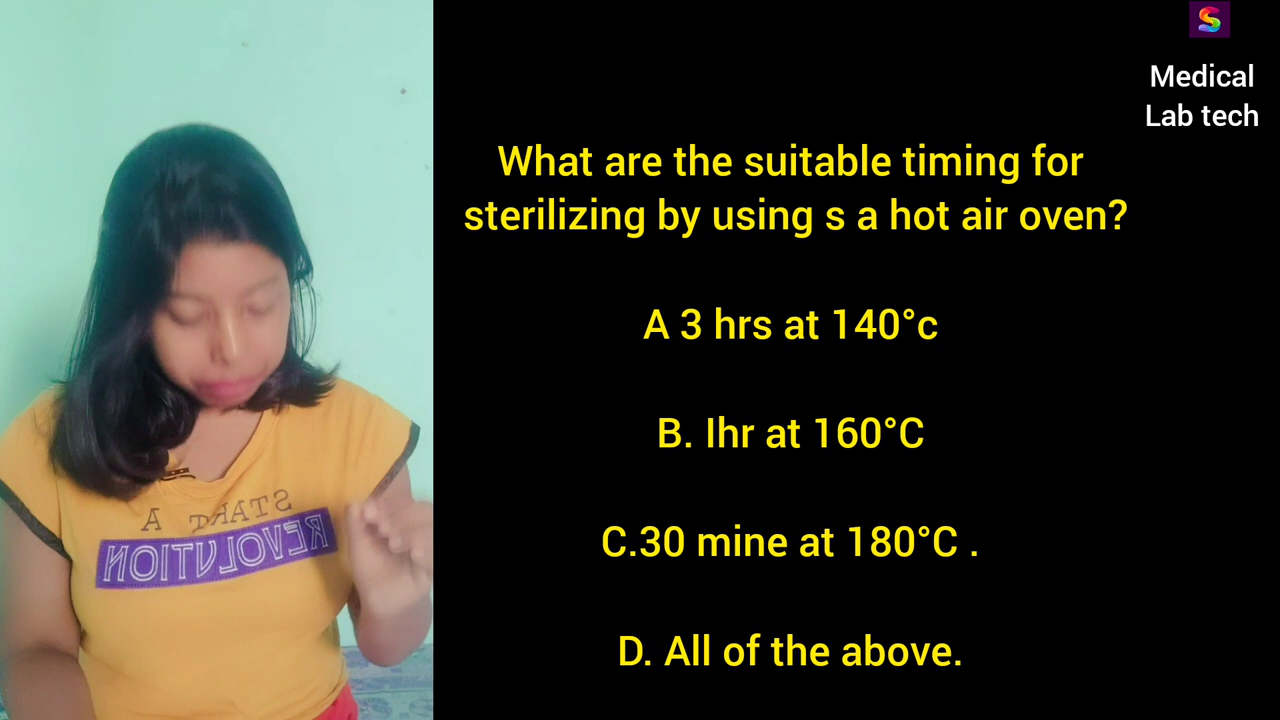 Medical
Lab tech
What are the suitable timing for
sterilizing by using s a hot air oven?
A 3 hrs at 140°c
B. Ihr at 160°C
C.30 mine at 180°C .
D. All of the above.
START A
REVOLUTION